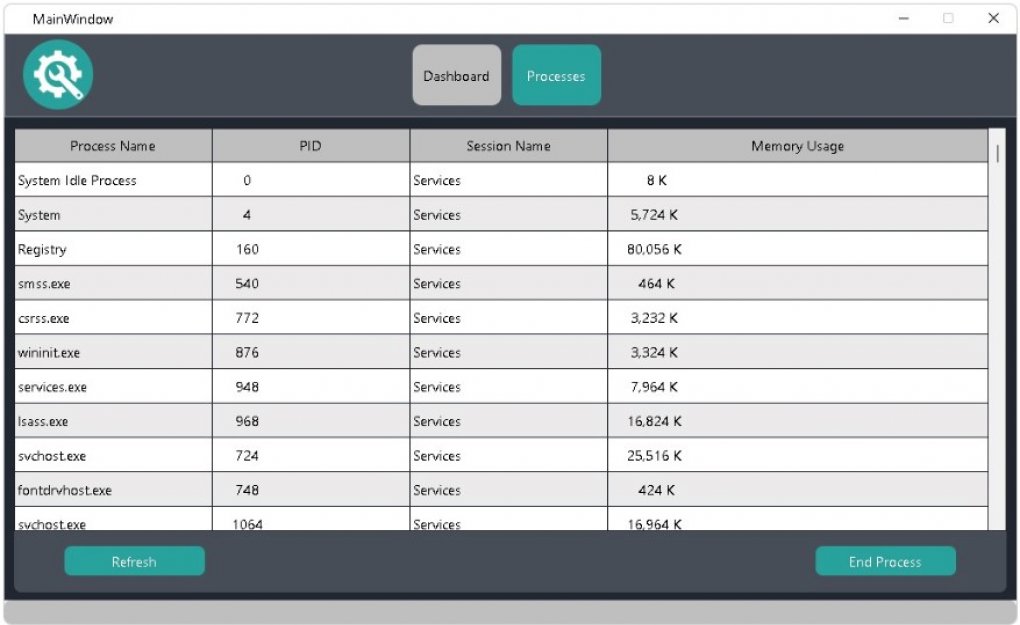 MainWindow
Dashboard Processes
Process Name PID Session Name Memory Usage
System Idle Process 0 Services 8 K
System 4 Services 5,724 K
Registry 160 Services 80,056 K
smss.exe 540 Services 464 K
csrss.exe 772 Services 3,232 K
wininit.exe 876 Services 3,324 K
services.exe 948 Services 7,964 K
lsass.exe 968 Services 16,824 K
svchost.exe 724 Services 25,516 K
fontdrvhost.exe 748 Services 424 K
svchost.exe 1064 Services 16,964 K
Refresh End Process